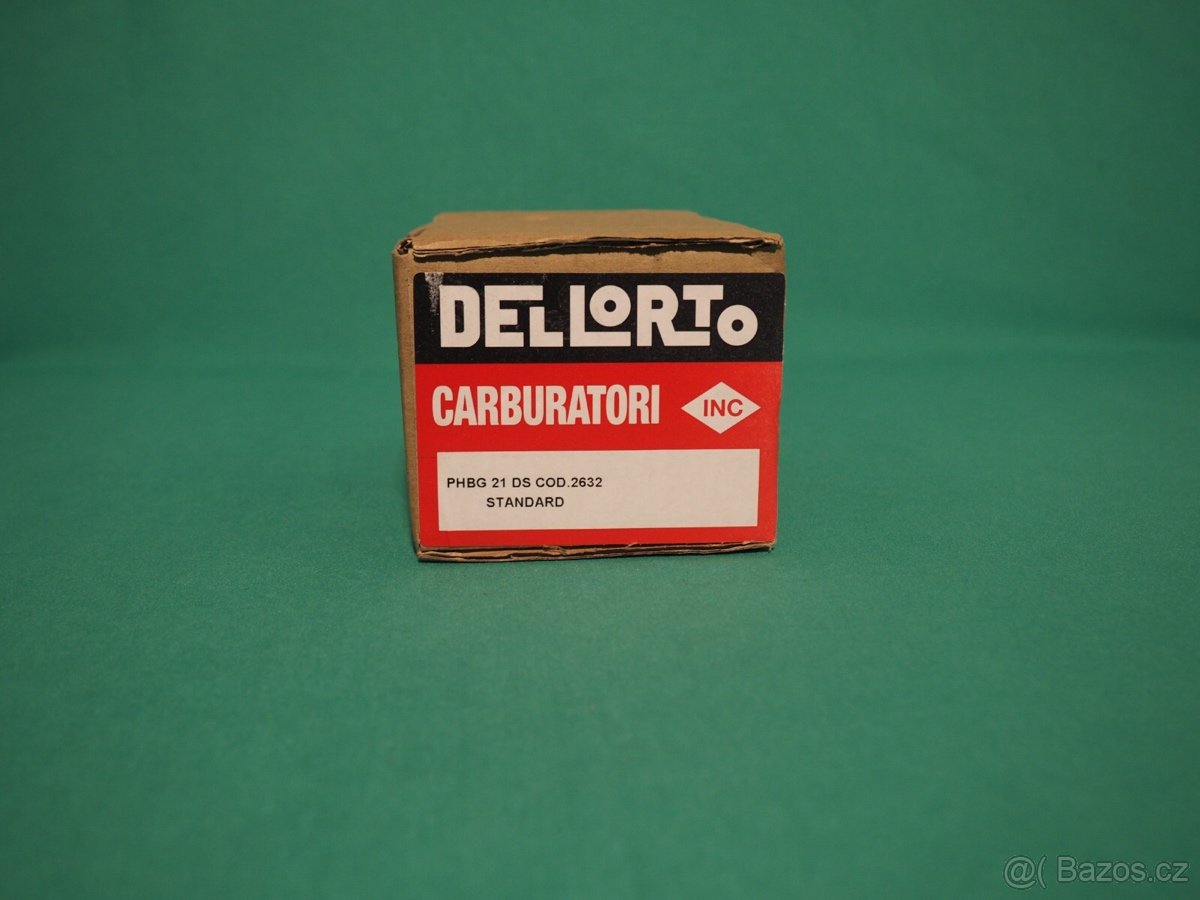 DELLORTO
CARBURATORI INC
PHBG 21 DS COD.2632
STANDARD
@( Bazos.cz